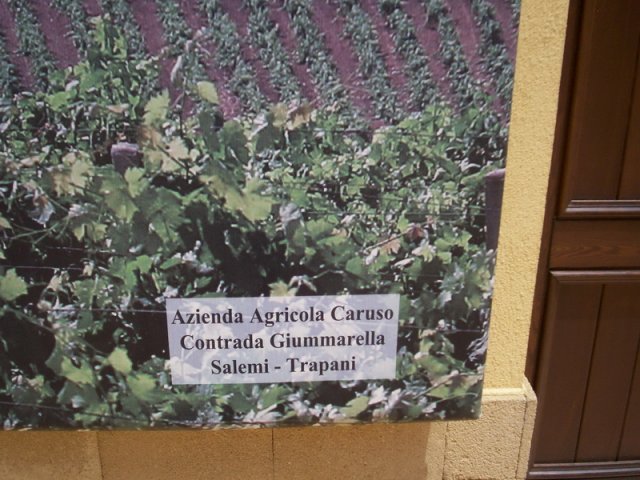 Azienda Agricola Caruso
Contrada Giummarella
Salemi - Trapani